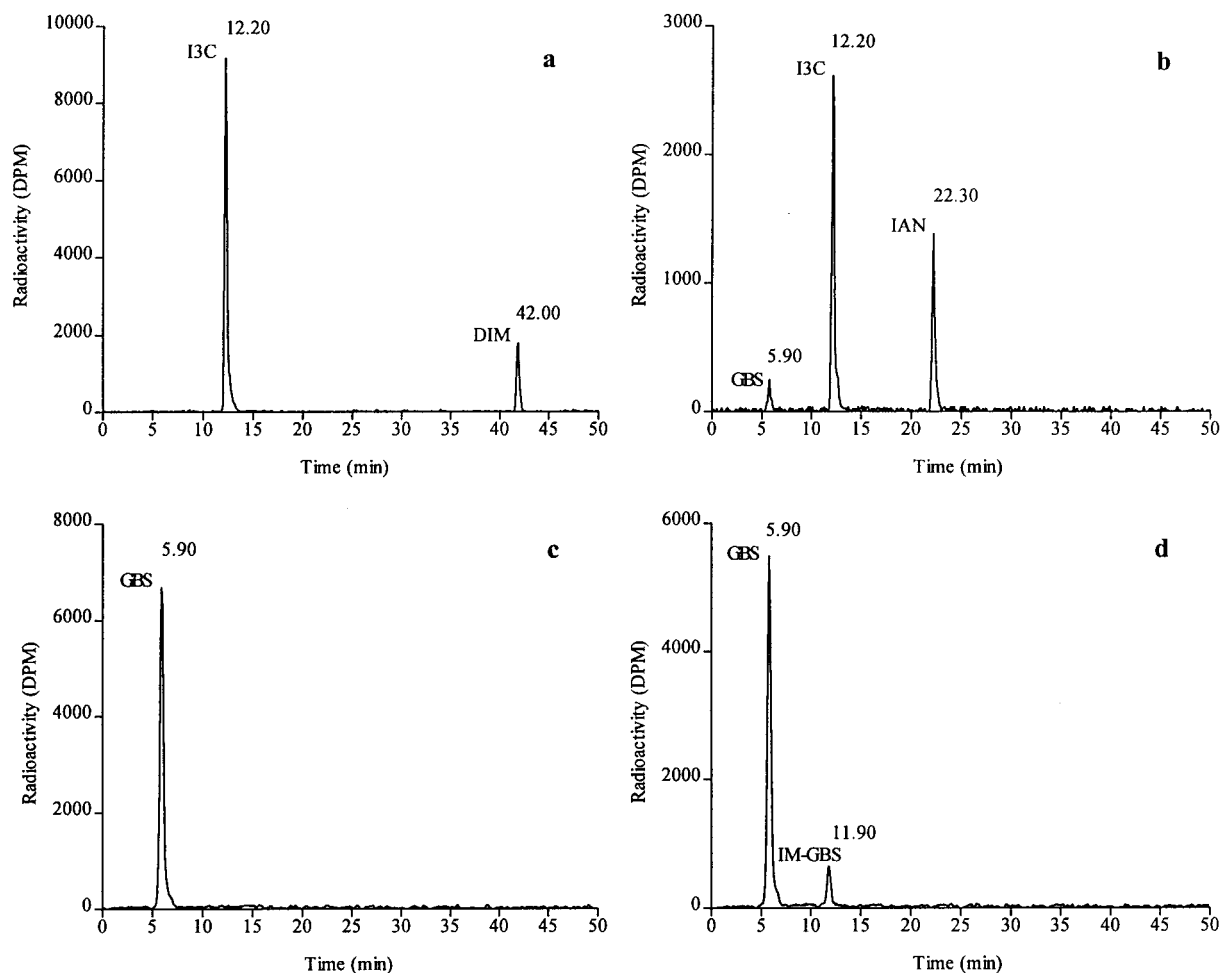 a
10000
8000
6000
4000
2000
0
Radioactivity (DPM)
12.20
I3C
42.00
DIM
0 5 10 15 20 25 30 35 40 45 50
Time (min)
b
3000
2000
1000
0
Radioactivity (DPM)
12.20
I3C
22.30
IAN
5.90
GBS
0 5 10 15 20 25 30 35 40 45 50
Time (min)
c
8000
6000
4000
2000
0
Radioactivity (DPM)
5.90
GBS
0 5 10 15 20 25 30 35 40 45 50
Time (min)
d
6000
4000
2000
0
Radioactivity (DPM)
5.90
GBS
11.90
IM-GBS
0 5 10 15 20 25 30 35 40 45 50
Time (min)